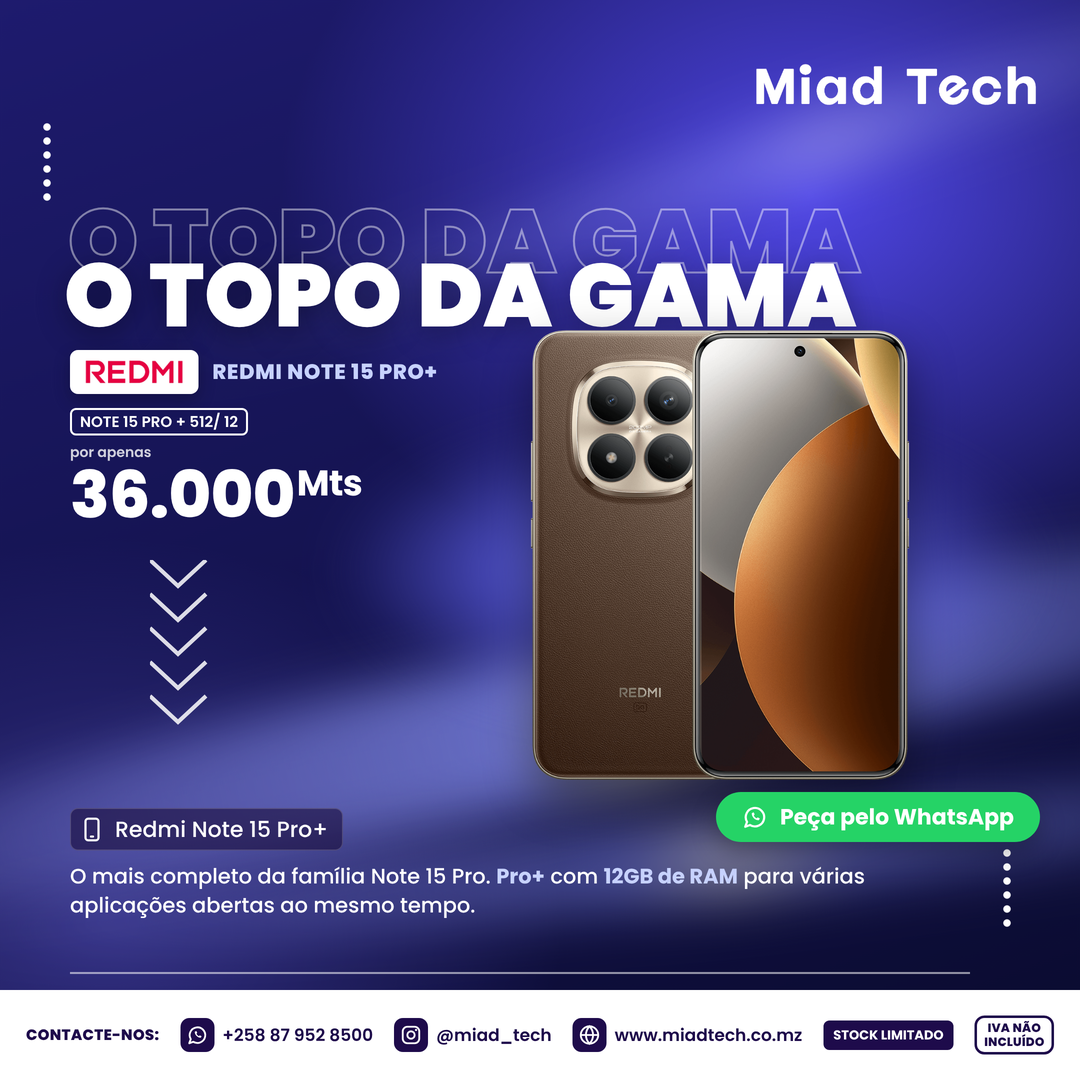 Miad Tech
O TOPO DA GAMA
O TOPO DA GAMA
REDMI REDMI NOTE 15 PRO+
NOTE 15 PRO + 512/ 12
por apenas
36.000Mts
REDMI
Redmi Note 15 Pro+
Peça pelo WhatsApp
O mais completo da família Note 15 Pro. Pro+ com 12GB de RAM para várias
aplicações abertas ao mesmo tempo.
CONTACTE-NOS: +258 87 952 8500 @miad_tech www.miadtech.co.mz STOCK LIMITADO IVA NÃO
INCLUÍDO